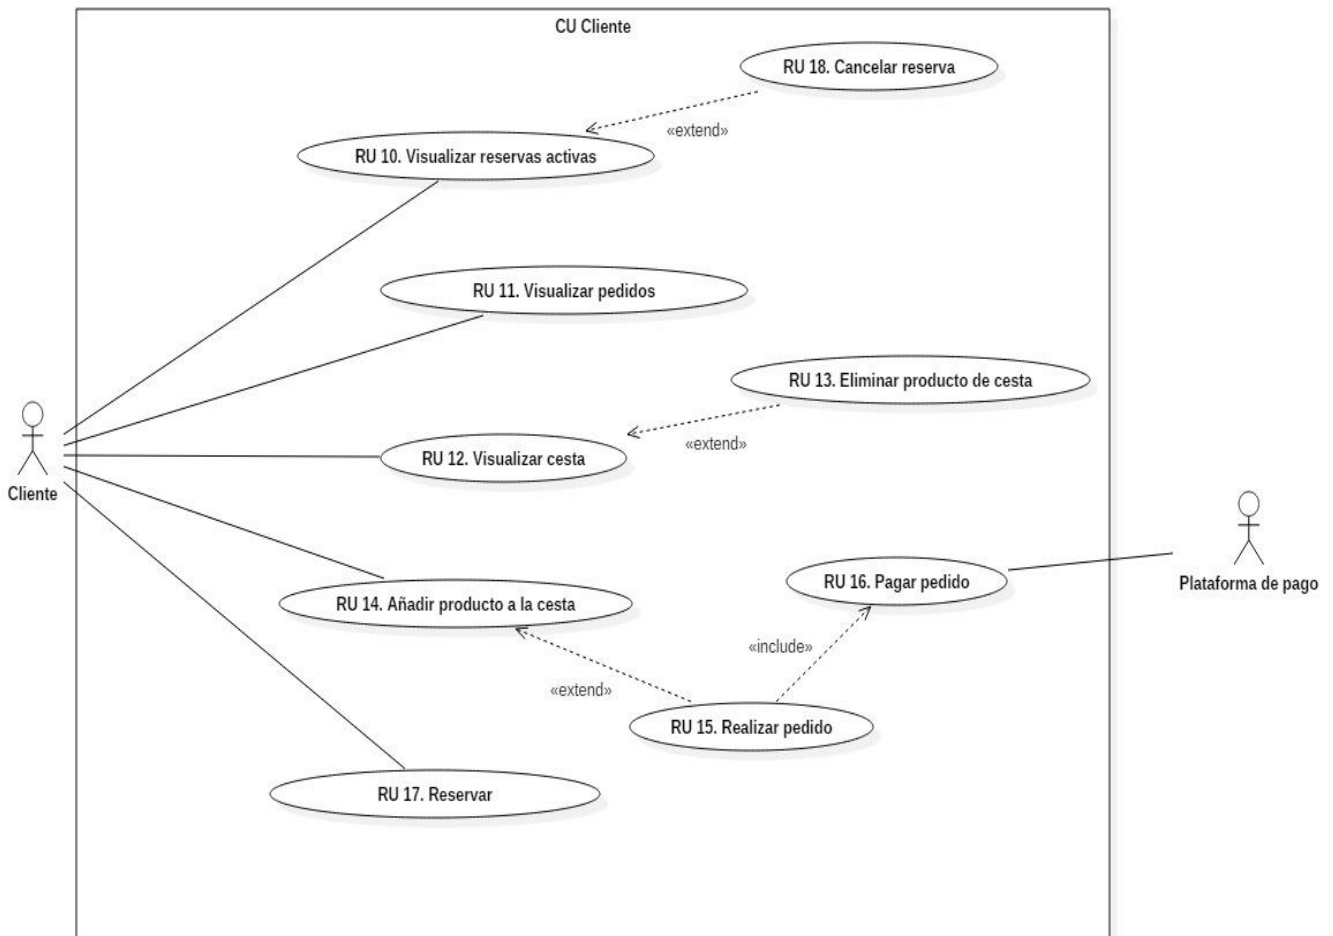 CU Cliente
RU 18. Cancelar reserva
«extend»
RU 10. Visualizar reservas activas
RU 11. Visualizar pedidos
RU 13. Eliminar producto de cesta
«extend»
RU 12. Visualizar cesta
Cliente
RU 16. Pagar pedido
Plataforma de pago
RU 14. Añadir producto a la cesta
«include»
«extend»
RU 15. Realizar pedido
RU 17. Reservar